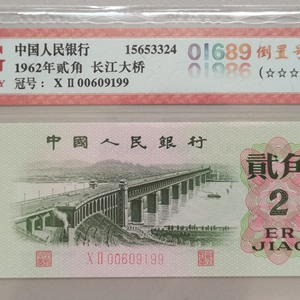 中国人民银行 15653324
1962年贰角 长江大桥
冠号: XⅡ00609199
01689 倒置号
01986 (☆☆☆
中國人民銀行
貳角
2
ER
JIAO
XⅡ00609199